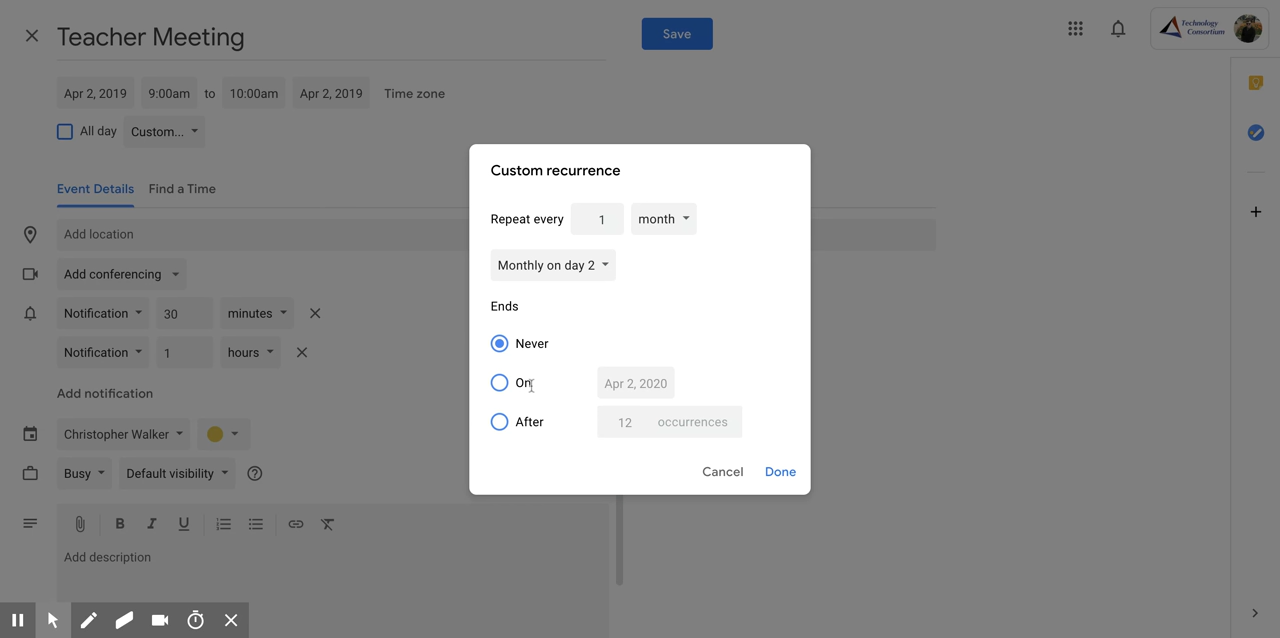 Teacher Meeting
Save
Technology
Consortium
Apr 2, 2019 9:00am to 10:00am Apr 2, 2019 Time zone
All day Custom...
Event Details Find a Time
Add location
Add conferencing
Notification 30 minutes
Notification 1 hours
Add notification
Christopher Walker
Busy Default visibility
B I U
Add description
Custom recurrence
Repeat every 1 month
Monthly on day 2
Ends
Never
On Apr 2, 2020
After 12 occurrences
Cancel Done